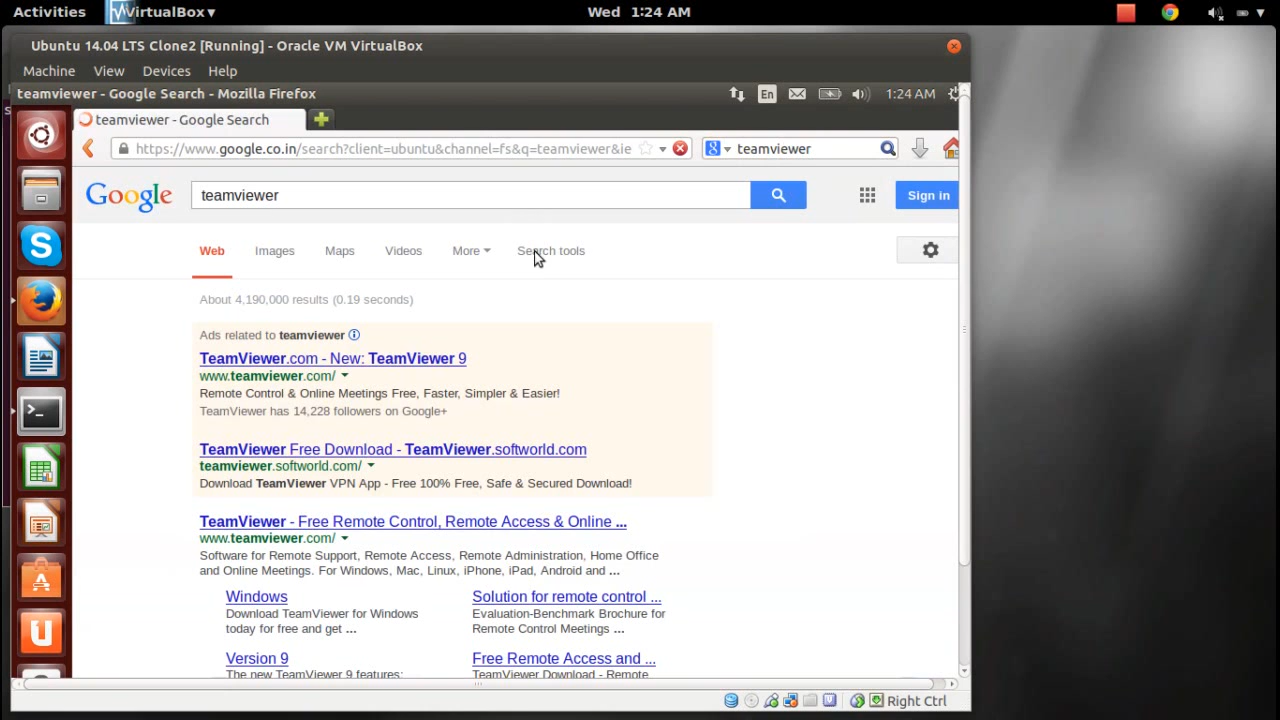 Activities VirtualBox ▾ Wed 1:24 AM
Ubuntu 14.04 LTS Clone2 [Running] - Oracle VM VirtualBox
Machine View Devices Help
teamviewer - Google Search - Mozilla Firefox En 1:24 AM
teamviewer - Google Search
https://www.google.co.in/search?client=ubuntu&channel=fs&q=teamviewer&ie teamviewer
Google teamviewer Sign in
Web Images Maps Videos More Search tools
About 4,190,000 results (0.19 seconds)
Ads related to teamviewer
TeamViewer.com - New: TeamViewer 9
www.teamviewer.com/
Remote Control & Online Meetings Free, Faster, Simpler & Easier!
TeamViewer has 14,228 followers on Google+
TeamViewer Free Download - TeamViewer.softworld.com
teamviewer.softworld.com/
Download TeamViewer VPN App - Free 100% Free, Safe & Secured Download!
TeamViewer - Free Remote Control, Remote Access & Online ...
www.teamviewer.com/
Software for Remote Support, Remote Access, Remote Administration, Home Office
and Online Meetings. For Windows, Mac, Linux, iPhone, iPad, Android and ...
Windows
Download TeamViewer for Windows
today for free and get ...
Solution for remote control ...
Evaluation-Benchmark Brochure for
Remote Control Meetings ...
Version 9
The new TeamViewer 9 features:
Free Remote Access and ...
TeamViewer Download - Remote
Right Ctrl